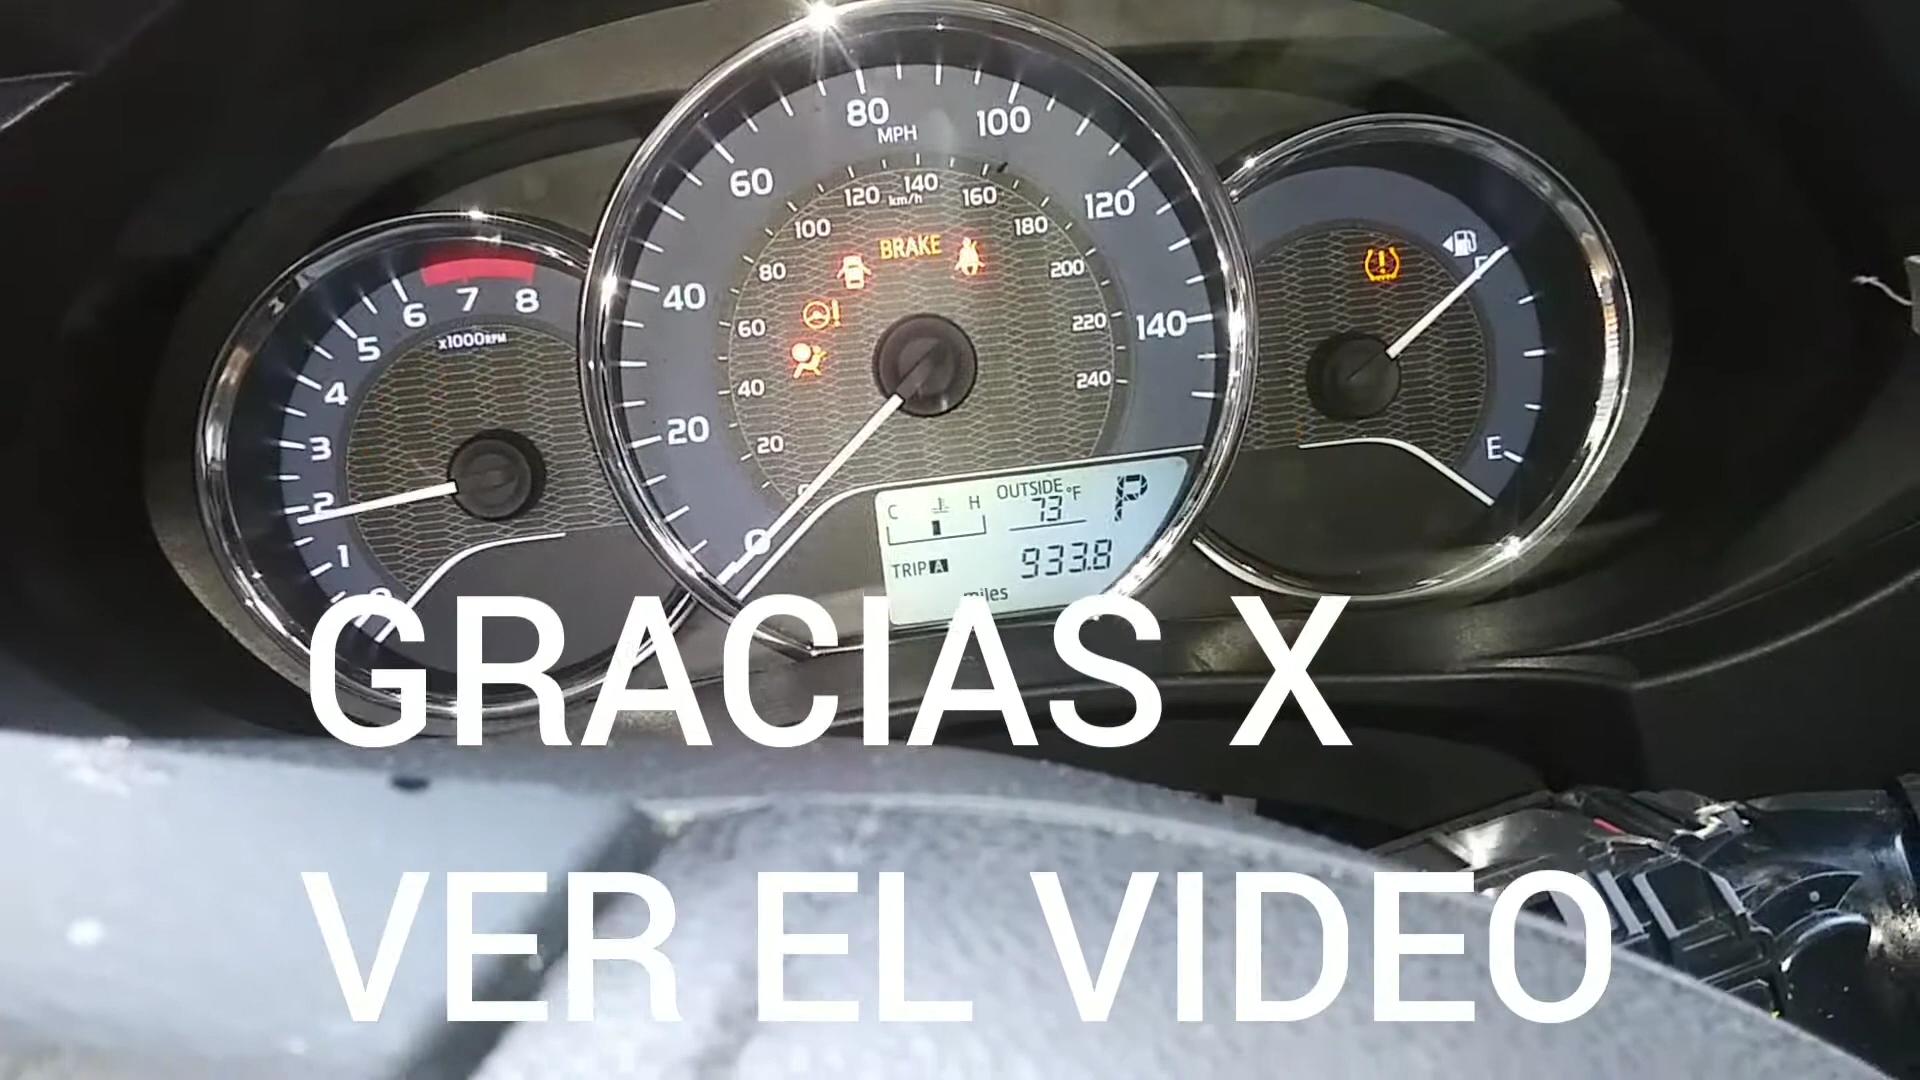 80
100
MPH
60
120
40
140
20
0
120
140
160
km/h
100
180
80
200
60
220
40
240
20
BRAKE
6
7
8
5
x1000RPM
4
3
2
1
F
E
C
H
OUTSIDE
°F
73
P
TRIP A
933.8
miles
GRACIAS X
VER EL VIDEO